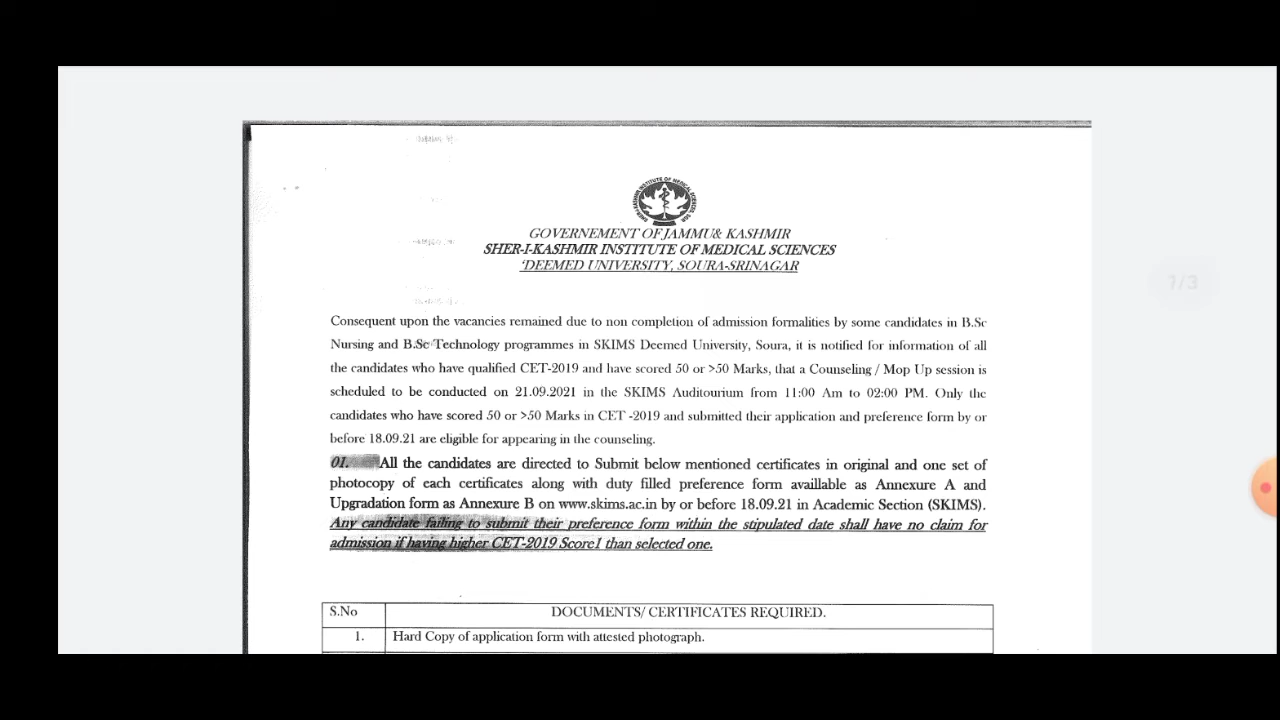 SHER-I-KASHMIR INSTITUTE OF MEDICAL SCIENCES
GOVERNEMENT OF JAMMU& KASHMIR
SHER-I-KASHMIR INSTITUTE OF MEDICAL SCIENCES
'DEEMED UNIVERSITY, SOURA-SRINAGAR
1/3
Consequent upon the vacancies remained due to non completion of admission formalities by some candidates in B.Sc
Nursing and B.Sc Technology programmes in SKIMS Deemed University, Soura, it is notified for information of all
the candidates who have qualified CET-2019 and have scored 50 or >50 Marks, that a Counseling / Mop Up session is
scheduled to be conducted on 21.09.2021 in the SKIMS Auditourium from 11:00 Am to 02:00 PM. Only the
candidates who have scored 50 or >50 Marks in CET -2019 and submitted their application and preference form by or
before 18.09.21 are eligible for appearing in the counseling.
01. All the candidates are directed to Submit below mentioned certificates in original and one set of
photocopy of each certificates along with duty filled preference form availlable as Annexure A and
Upgradation form as Annexure B on www.skims.ac.in by or before 18.09.21 in Academic Section (SKIMS).
Any candidate failing to submit their preference form within the stipulated date shall have no claim for
admission if having higher CET-2019 Score1 than selected one.
S.No DOCUMENTS/ CERTIFICATES REQUIRED.
1. Hard Copy of application form with attested photograph.